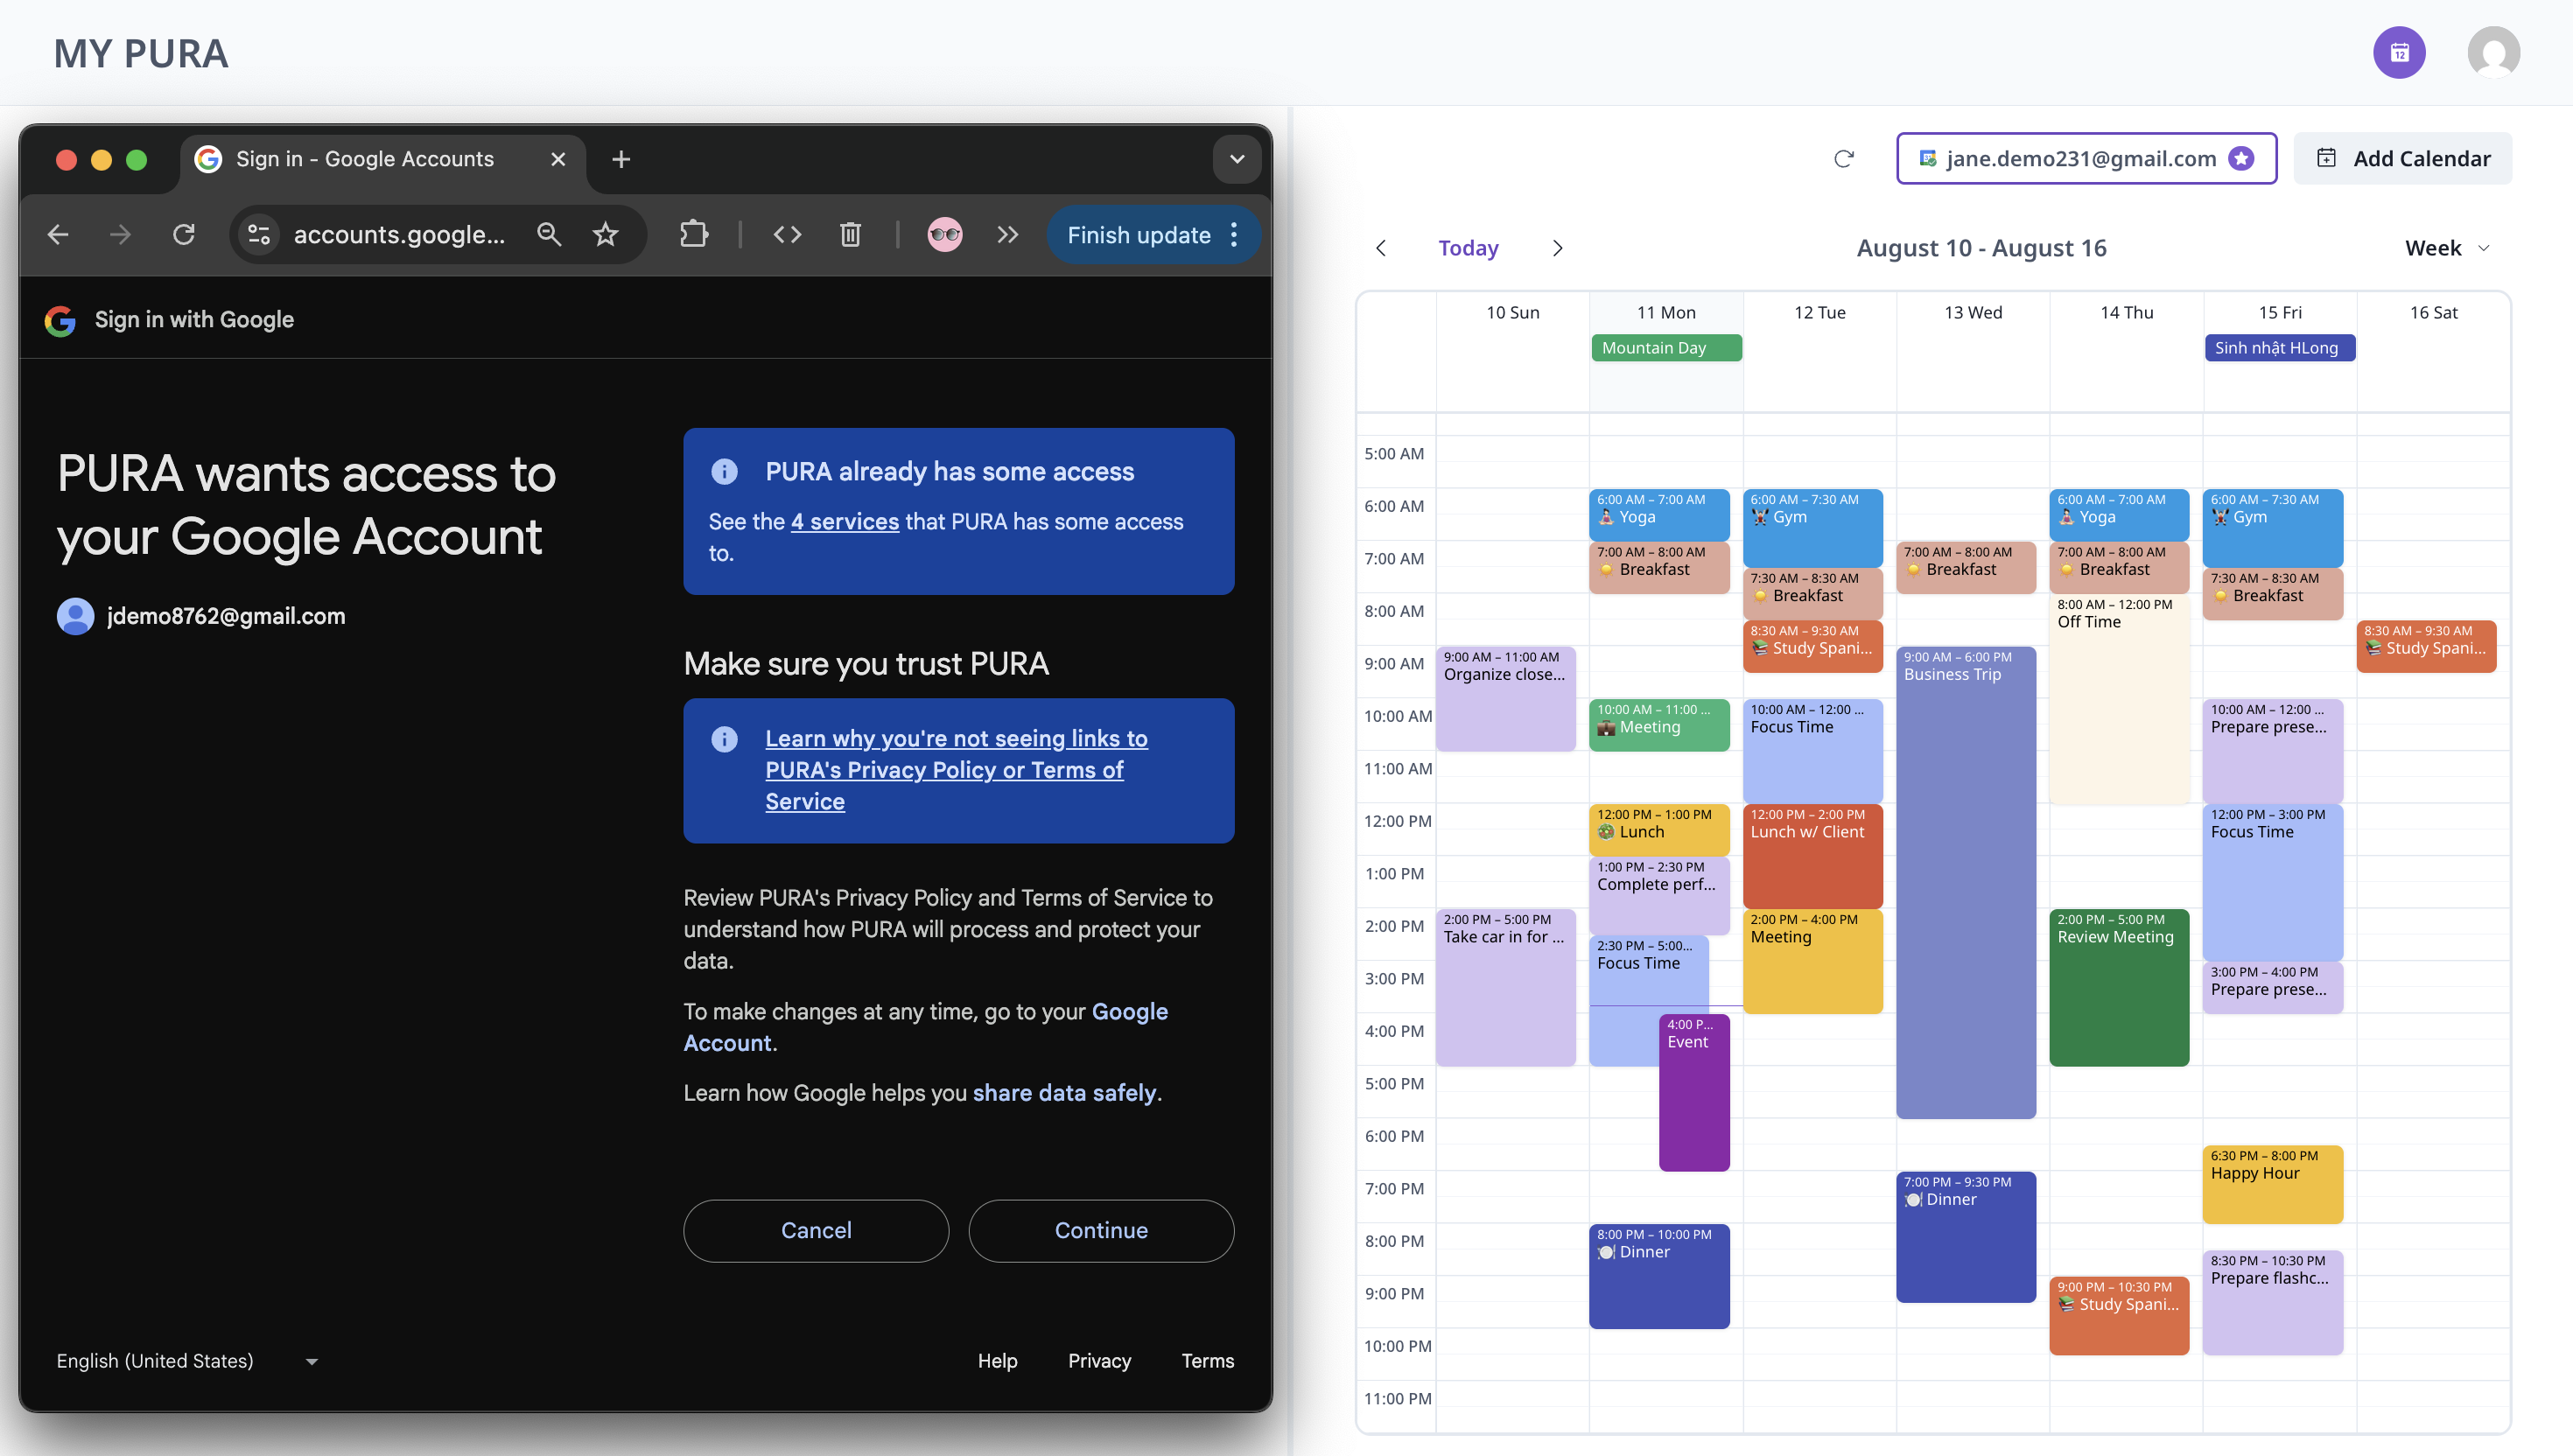 MY PURA
12
Sign in - Google Accounts
accounts.google...
Finish update
Sign in with Google
PURA wants access to
your Google Account
jdemo8762@gmail.com
PURA already has some access
See the 4 services that PURA has some access
to.
Make sure you trust PURA
Learn why you're not seeing links to
PURA's Privacy Policy or Terms of
Service
Review PURA's Privacy Policy and Terms of Service to
understand how PURA will process and protect your
data.
To make changes at any time, go to your Google
Account.
Learn how Google helps you share data safely.
Cancel
Continue
English (United States)
Help
Privacy
Terms
jane.demo231@gmail.com
Add Calendar
Today
August 10 - August 16
Week
10 Sun
11 Mon
12 Tue
13 Wed
14 Thu
15 Fri
16 Sat
Mountain Day
Sinh nhật HLong
5:00 AM
6:00 AM
7:00 AM
8:00 AM
9:00 AM
10:00 AM
11:00 AM
12:00 PM
1:00 PM
2:00 PM
3:00 PM
4:00 PM
5:00 PM
6:00 PM
7:00 PM
8:00 PM
9:00 PM
10:00 PM
11:00 PM
9:00 AM – 11:00 AM
Organize close...
2:00 PM – 5:00 PM
Take car in for ...
6:00 AM – 7:00 AM
Yoga
7:00 AM – 8:00 AM
Breakfast
10:00 AM – 11:00 ...
Meeting
12:00 PM – 1:00 PM
Lunch
1:00 PM – 2:30 PM
Complete perf...
2:30 PM – 5:00...
Focus Time
4:00 P...
Event
8:00 PM – 10:00 PM
Dinner
6:00 AM – 7:30 AM
Gym
7:30 AM – 8:30 AM
Breakfast
8:30 AM – 9:30 AM
Study Spani...
10:00 AM – 12:00 ...
Focus Time
12:00 PM – 2:00 PM
Lunch w/ Client
2:00 PM – 4:00 PM
Meeting
7:00 AM – 8:00 AM
Breakfast
9:00 AM – 6:00 PM
Business Trip
7:00 PM – 9:30 PM
Dinner
6:00 AM – 7:00 AM
Yoga
7:00 AM – 8:00 AM
Breakfast
8:00 AM – 12:00 PM
Off Time
2:00 PM – 5:00 PM
Review Meeting
9:00 PM – 10:30 PM
Study Spani...
6:00 AM – 7:30 AM
Gym
7:30 AM – 8:30 AM
Breakfast
10:00 AM – 12:00 ...
Prepare prese...
12:00 PM – 3:00 PM
Focus Time
3:00 PM – 4:00 PM
Prepare prese...
6:30 PM – 8:00 PM
Happy Hour
8:30 PM – 10:30 PM
Prepare flashc...
8:30 AM – 9:30 AM
Study Spani...